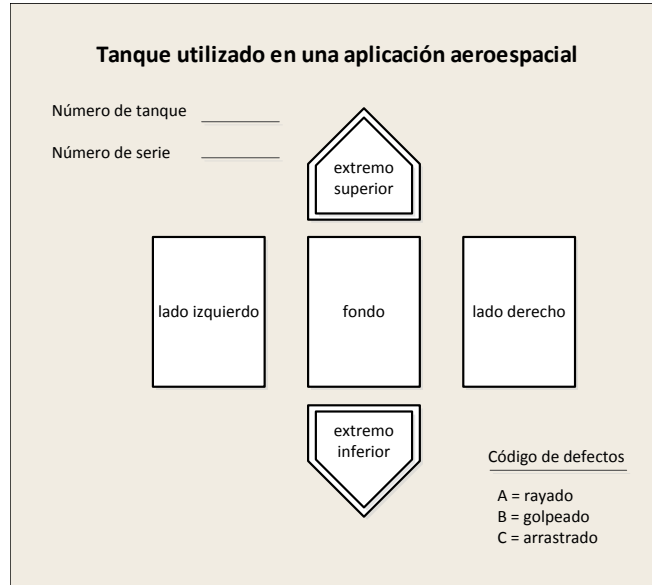 Tanque utilizado en una aplicación aeroespacial
Número de tanque
Número de serie
extremo
superior
lado izquierdo
fondo
lado derecho
extremo
inferior
Código de defectos
A = rayado
B = golpeado
C = arrastrado